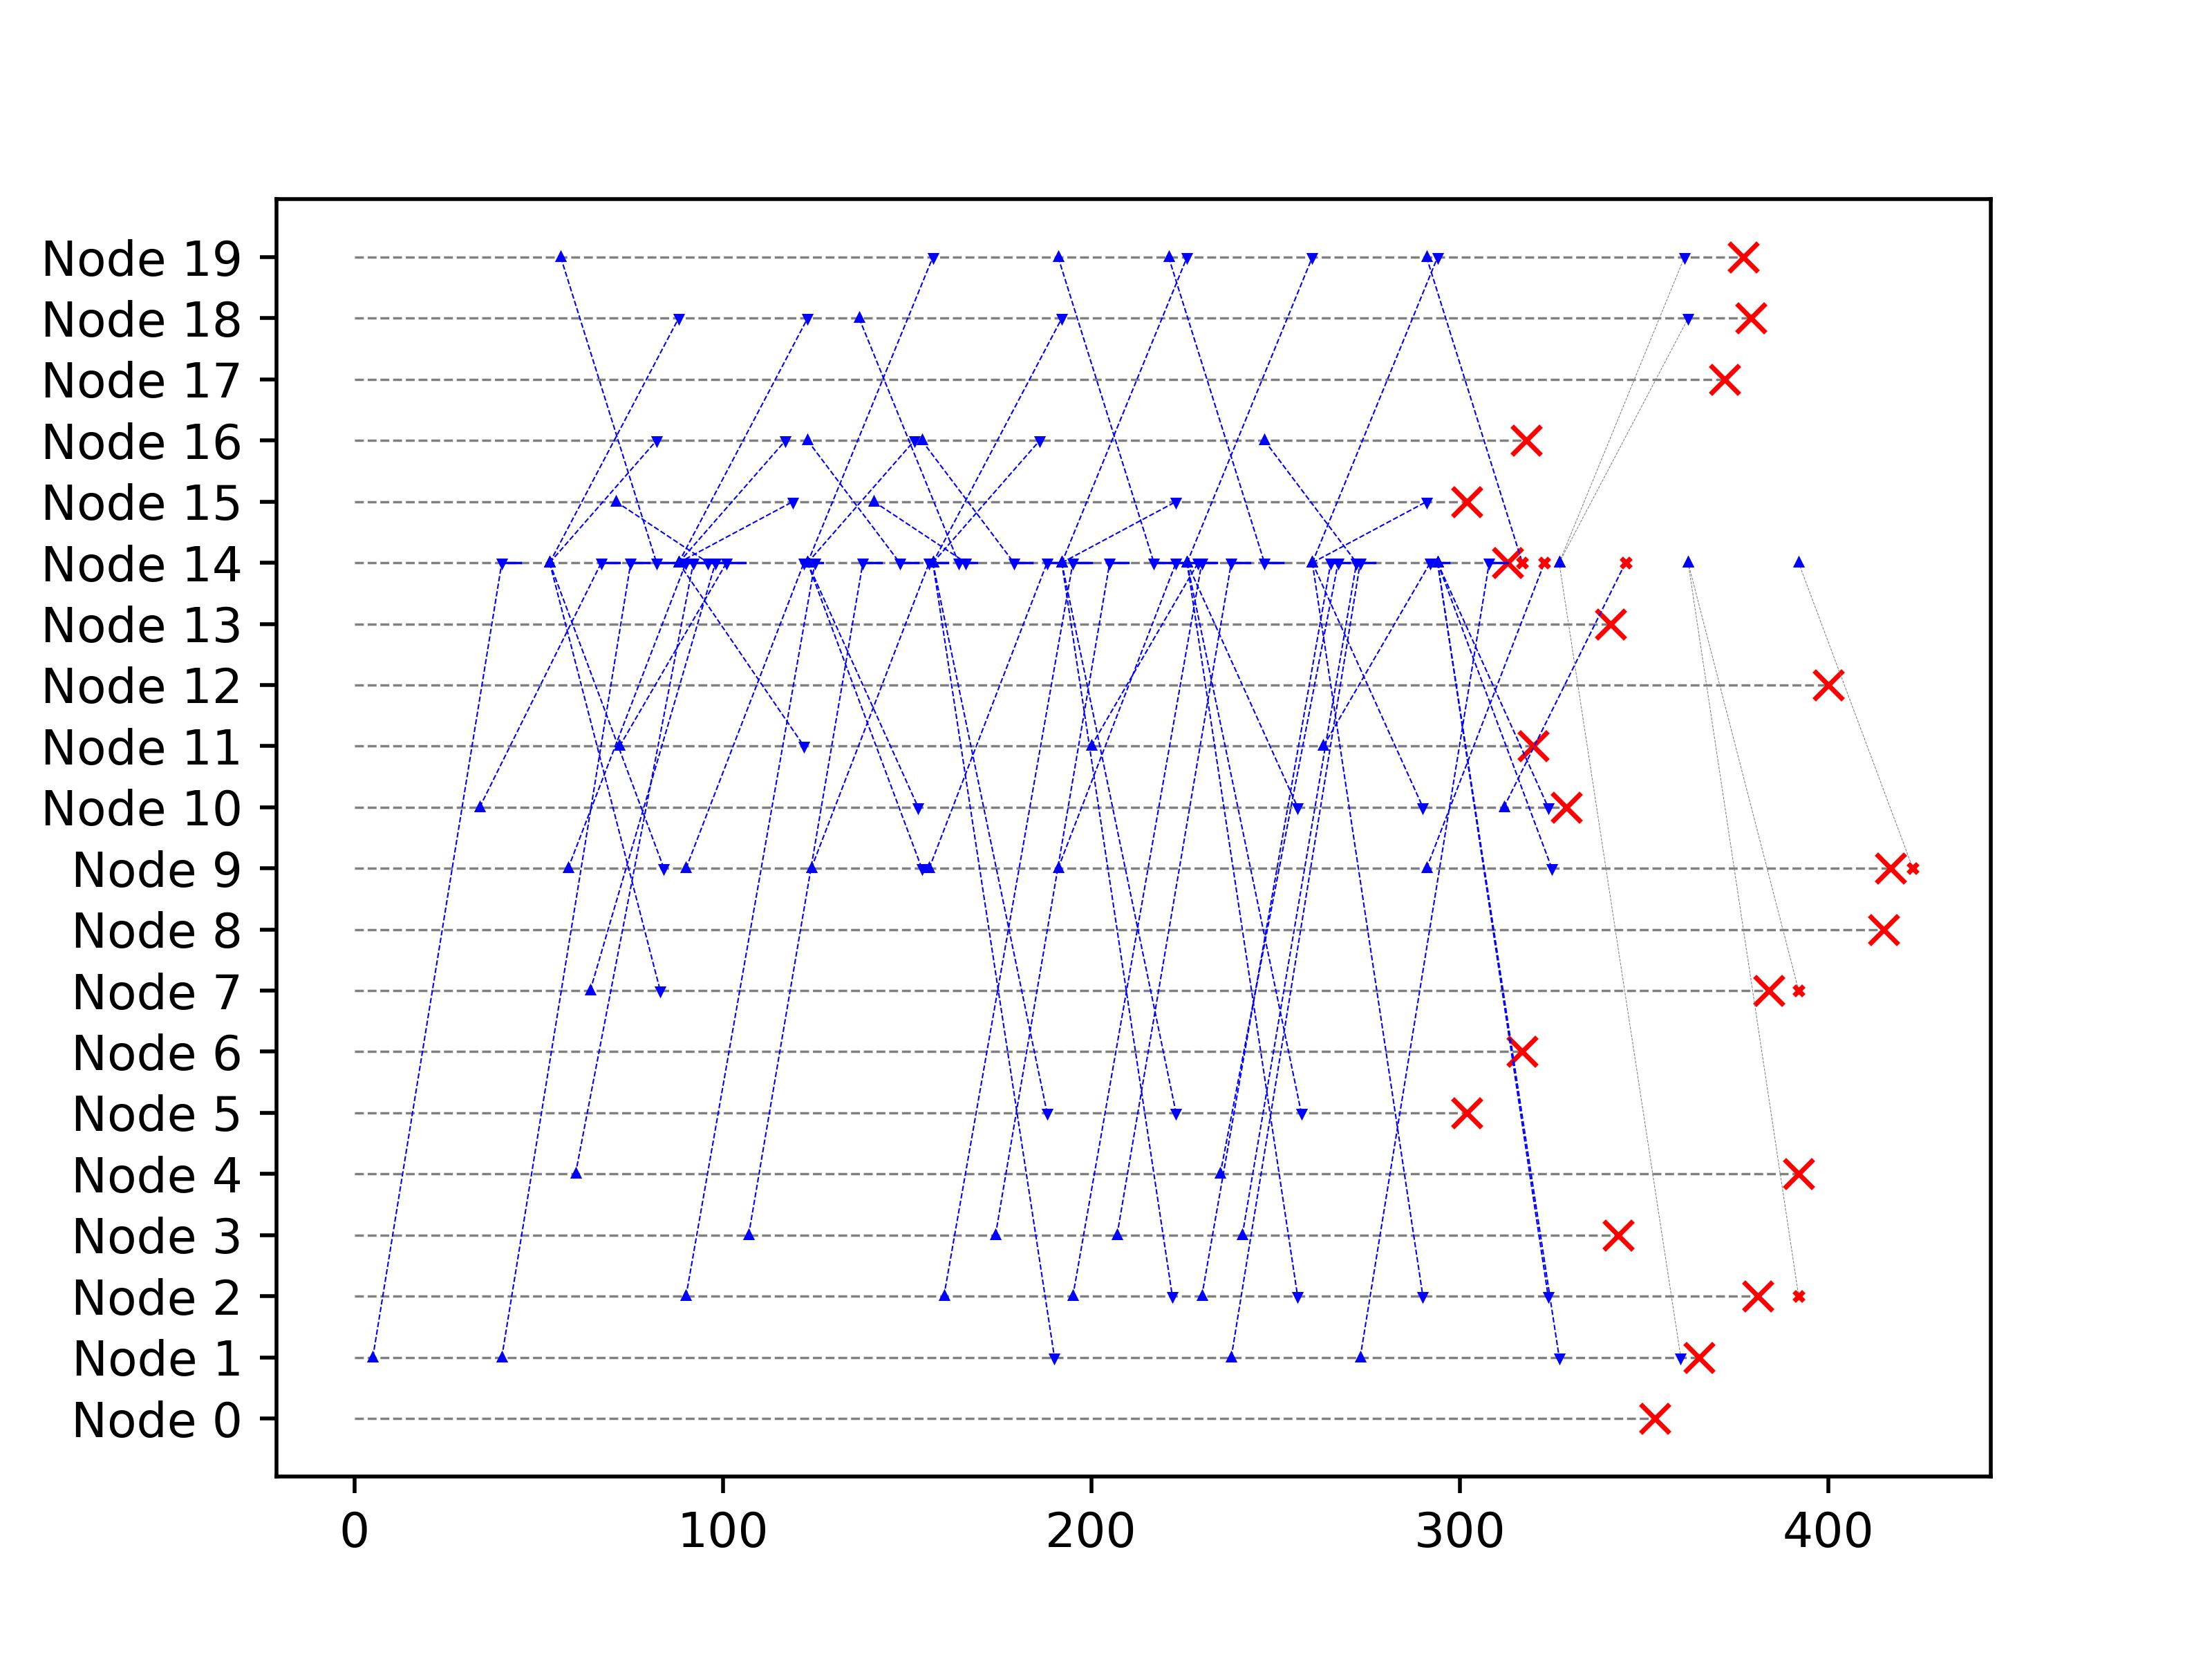 Node 19
Node 18
Node 17
Node 16
Node 15
Node 14
Node 13
Node 12
Node 11
Node 10
Node 9
Node 8
Node 7
Node 6
Node 5
Node 4
Node 3
Node 2
Node 1
Node 0
0 100 200 300 400